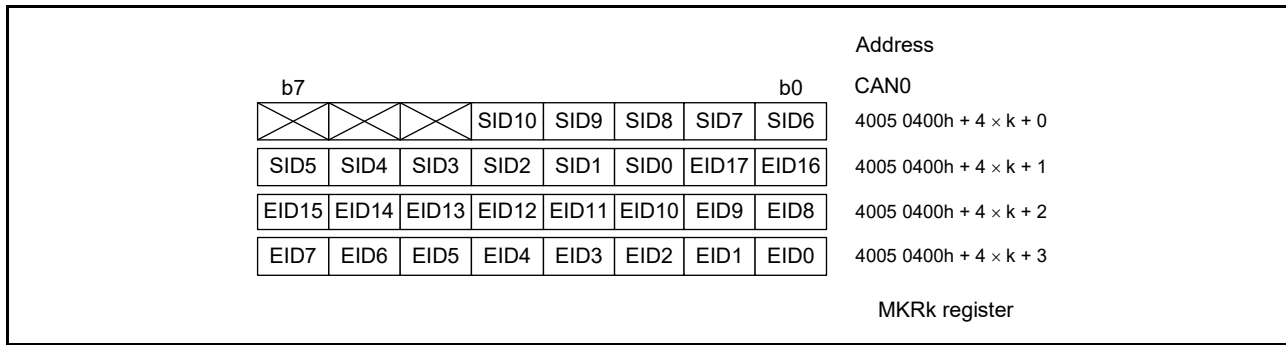 Address
b7 b0 CAN0
SID10 SID9 SID8 SID7 SID6 4005 0400h + 4 × k + 0
SID5 SID4 SID3 SID2 SID1 SID0 EID17 EID16 4005 0400h + 4 × k + 1
EID15 EID14 EID13 EID12 EID11 EID10 EID9 EID8 4005 0400h + 4 × k + 2
EID7 EID6 EID5 EID4 EID3 EID2 EID1 EID0 4005 0400h + 4 × k + 3
MKRk register